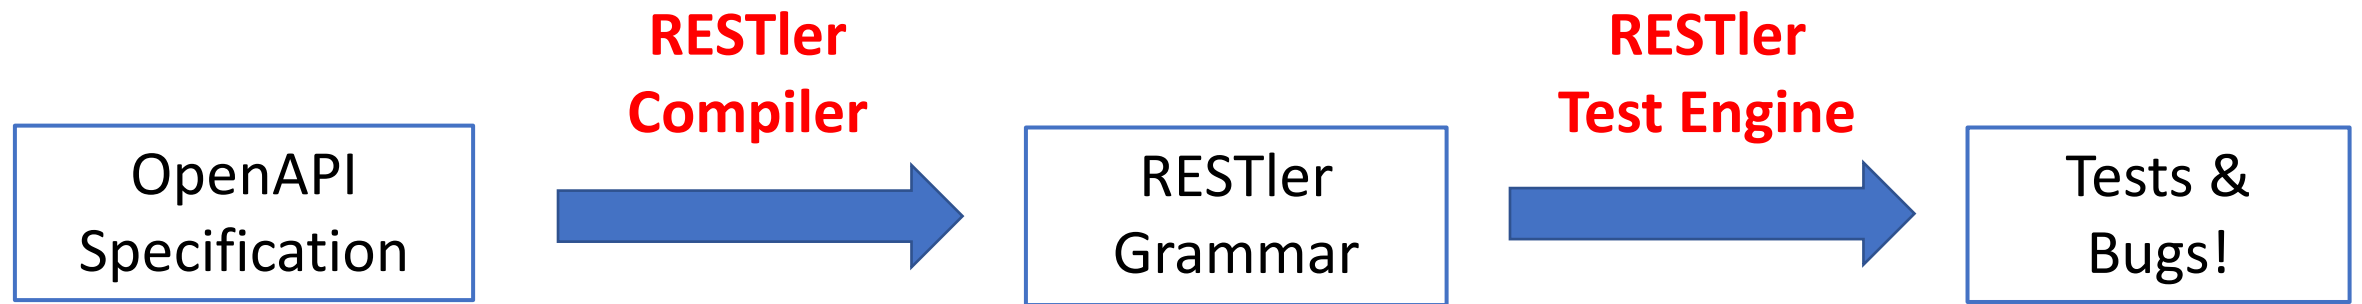 RESTler
Compiler
RESTler
Test Engine
OpenAPI
Specification
RESTler
Grammar
Tests &
Bugs!